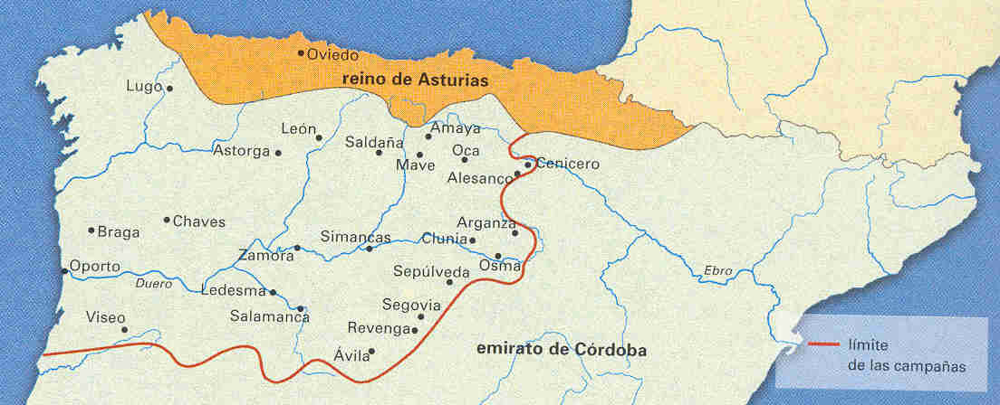 Oviedo
reino de Asturias
Lugo
León
Amaya
Saldaña
Oca
Astorga
Mave
Cenicero
Alesanco
Chaves
Braga
Arganza
Simancas
Clunia
Zamora
Oporto
Osma
Sepúlveda
Ebro
Duero
Ledesma
Segovia
Viseo
Salamanca
Revenga
emirato de Córdoba
Ávila
límite
de las campañas